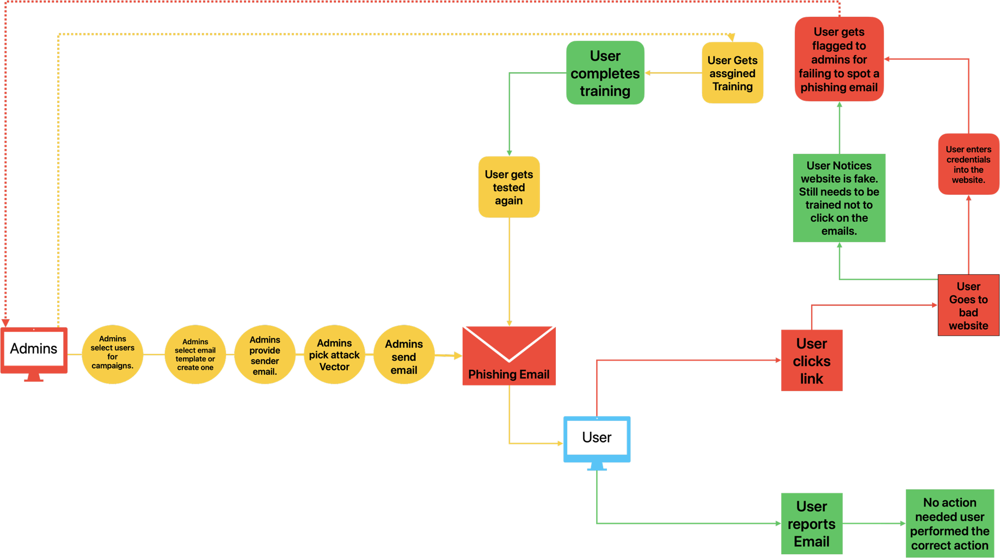 User gets
flagged to
admins for
failing to spot a
phishing email
User
completes
training
User Gets
assgined
Training
User enters
credentials
into the
website.
User Notices
website is fake.
Still needs to be
trained not to
click on the
emails.
User gets
tested
again
User
Goes to
bad
website
Admins
Admins
select users
for
campaigns.
Admins
select email
template or
create one
Admins
provide
sender
email.
Admins
pick attack
Vector
Admins
send
email
Phishing Email
User
clicks
link
User
User
reports
Email
No action
needed user
performed the
correct action